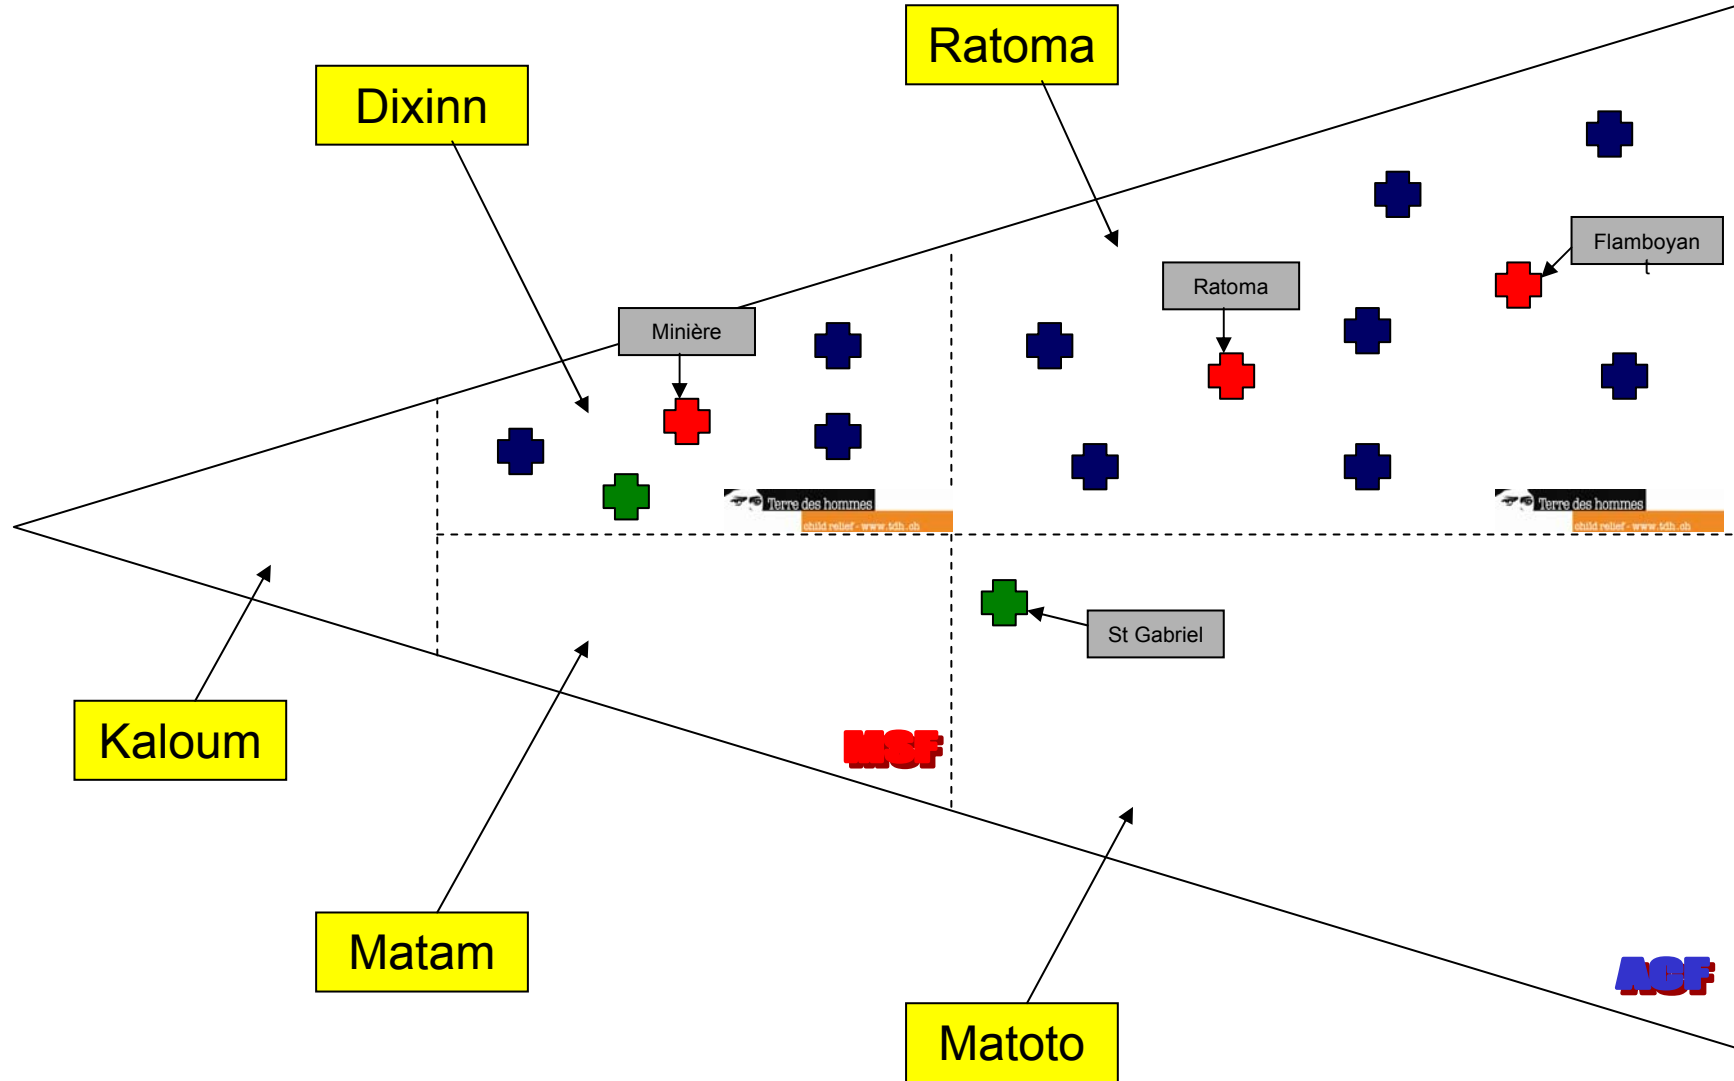 Ratoma
Dixinn
Flamboyan
t
Ratoma
Minière
Terre des hommes
child relief - www.tdh.ch
Terre des hommes
child relief - www.tdh.ch
St Gabriel
Kaloum
MSF
Matam
ACF
Matoto